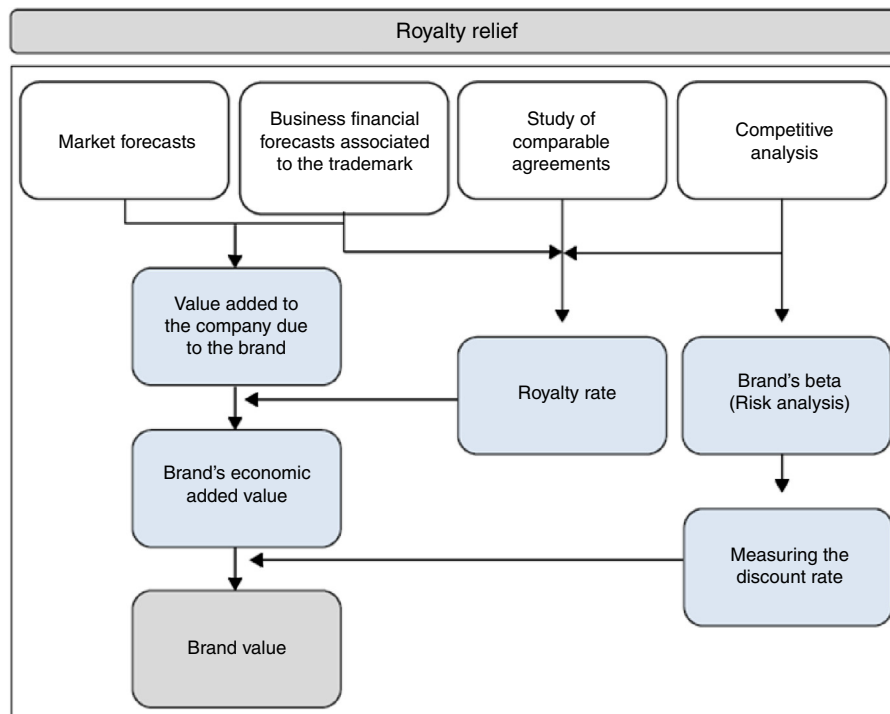 Royalty relief
Market forecasts
Business financial
forecasts associated
to the trademark
Study of
comparable
agreements
Competitive
analysis
Value added to
the company due
to the brand
Royalty rate
Brand’s beta
(Risk analysis)
Brand’s economic
added value
Measuring the
discount rate
Brand value